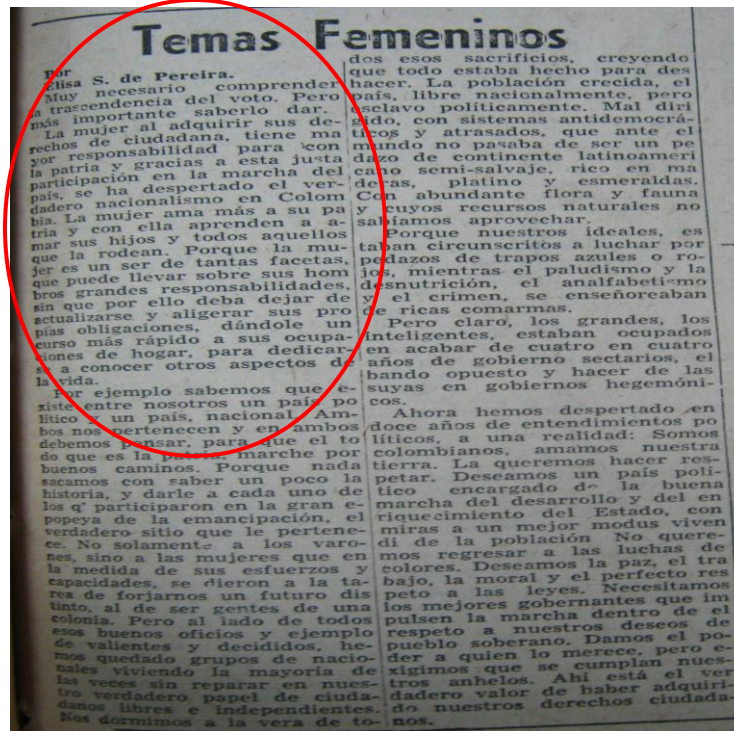 Temas Femeninos
Por
Elisa S. de Pereira.
Muy necesario comprender
la trascendencia del voto. Pero
más importante saberlo dar.
La mujer al adquirir sus de-
rechos de ciudadana, tiene ma
yor responsabilidad para con
la patria y gracias a esta justa
participación en la marcha del
país, se ha despertado el ver-
dadero nacionalismo en Colom
bia. La mujer ama más a su pa
tria y con ella aprenden a a-
mar sus hijos y todos aquellos
que la rodean. Porque la mu-
jer es un ser de tantas facetas,
que puede llevar sobre sus hom
bros grandes responsabilidades,
sin que por ello deba dejar de
actualizarse y aligerar sus pro
pias obligaciones, dándole un
curso más rápido a sus ocupa-
ciones de hogar, para dedicar-
se a conocer otros aspectos de
la vida.
Por ejemplo sabemos que e-
xiste entre nosotros un país po
lítico y un país, nacional. Am-
bos nos pertenecen y en ambos
debemos pensar, para que el to
do que es la patria, marche por
buenos caminos. Porque nada
sacamos con saber un poco la
historia, y darle a cada uno de
los q' participaron en la gran e-
popeya de la emancipación, el
verdadero sitio que le pertene-
ce. No solamente a los varo-
nes, sino a las mujeres que en
la medida de sus esfuerzos y
capacidades, se dieron a la ta-
rea de forjarnos un futuro dis
tinto, al de ser gentes de una
colonia. Pero al lado de todos
esos buenos oficios y ejemplo
de valientes y decididos, he-
mos quedado grupos de nacio-
nales viviendo la mayoría de
las veces sin reparar en nues-
tro verdadero papel de ciuda-
danos libres e independientes.
Nos dormimos a la vera de to-
dos esos sacrificios, creyendo
que todo estaba hecho para des
hacer. La población crecida, el
país, libre nacionalmente, pero
esclavo políticamente. Mal diri
gido, con sistemas antidemocrá-
ticos y atrasados, que ante el
mundo no pasaba de ser un pe
dazo de continente latinoameri
cano semi-salvaje, rico en ma
deras, platino y esmeraldas.
Con abundante flora y fauna
y cuyos recursos naturales no
sabíamos aprovechar.
Porque nuestros ideales, es
taban circunscritos a luchar por
pedazos de trapos azules o ro-
jos, mientras el paludismo y la
desnutrición, el analfabetismo
y el crimen, se enseñoreaban
de ricas comarmas.
Pero claro, los grandes, los
inteligentes, estaban ocupados
en acabar de cuatro en cuatro
años de gobierno sectarios, el
bando opuesto y hacer de las
suyas en gobiernos hegemóni-
cos.
Ahora hemos despertado en
doce años de entendimientos po
líticos, a una realidad: Somos
colombianos, amamos nuestra
tierra. La queremos hacer res-
petar. Deseamos un país polí-
tico encargado de la buena
marcha del desarrollo y del en
riquecimiento del Estado, con
miras a un mejor modus viven
di de la población No quere-
mos regresar a las luchas de
colores. Deseamos la paz, el tra
bajo, la moral y el perfecto res
peto a las leyes. Necesitamos
los mejores gobernantes que im
pulsen la marcha dentro de el
respeto a nuestros deseos de
pueblo soberano. Damos el po-
der a quien lo merece, pero e-
xigimos que se cumplan nues-
tros anhelos. Ahí está el ver
dadero valor de haber adquiri-
do nuestros derechos ciudada-
nos.